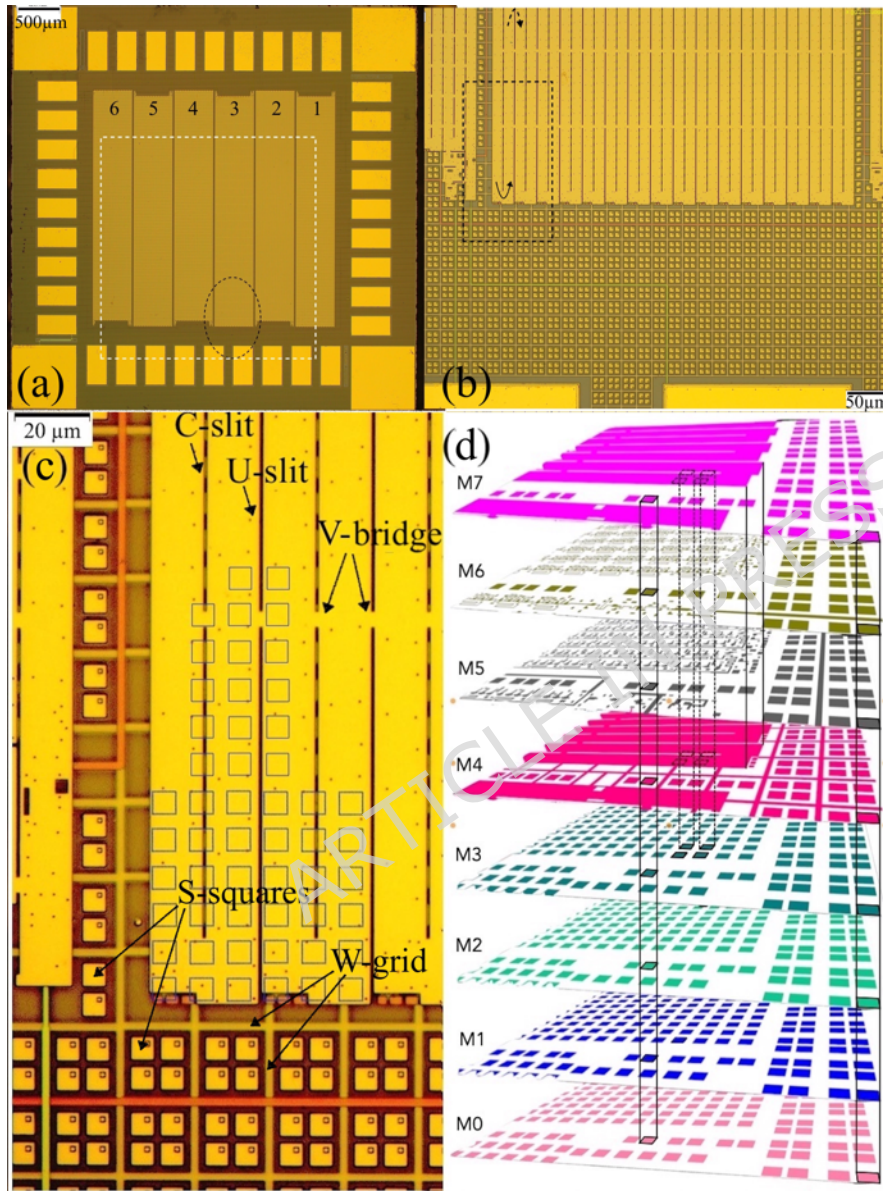 500µm
6 5 4 3 2 1
(a)
(b)
50µm
20 µm
C-slit
U-slit
V-bridge
S-squares
W-grid
(c)
(d)
M7
M6
M5
M4
M3
M2
M1
M0
ARTICLE IN PRESS